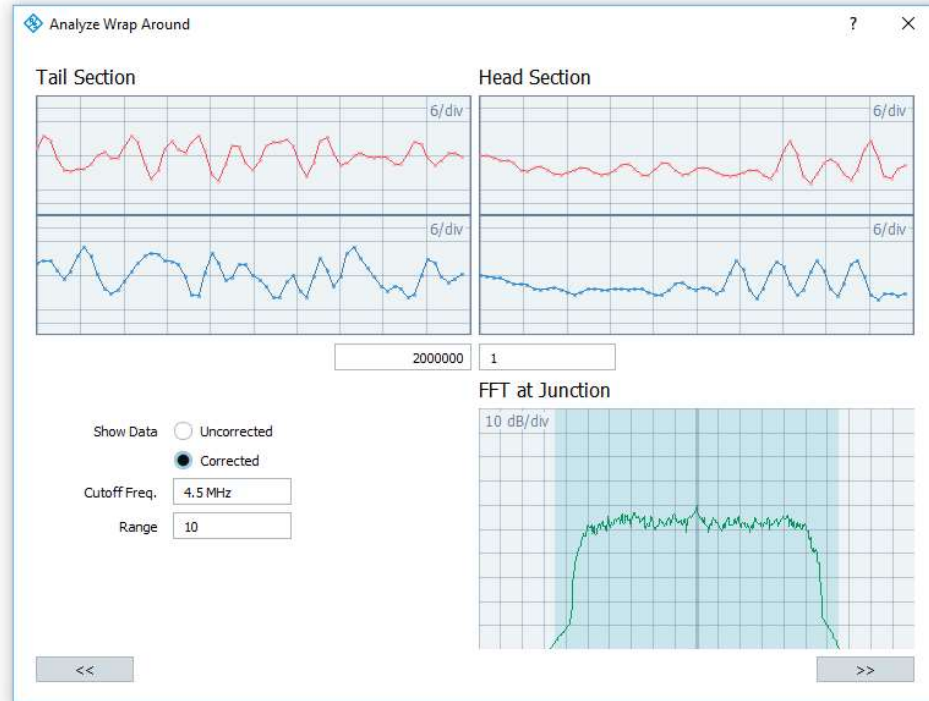 Analyze Wrap Around
?
Tail Section
Head Section
6/div
6/div
6/div
6/div
2000000
1
FFT at Junction
10 dB/div
Show Data
Uncorrected
Corrected
Cutoff Freq.
4.5 MHz
Range
10
<<
>>